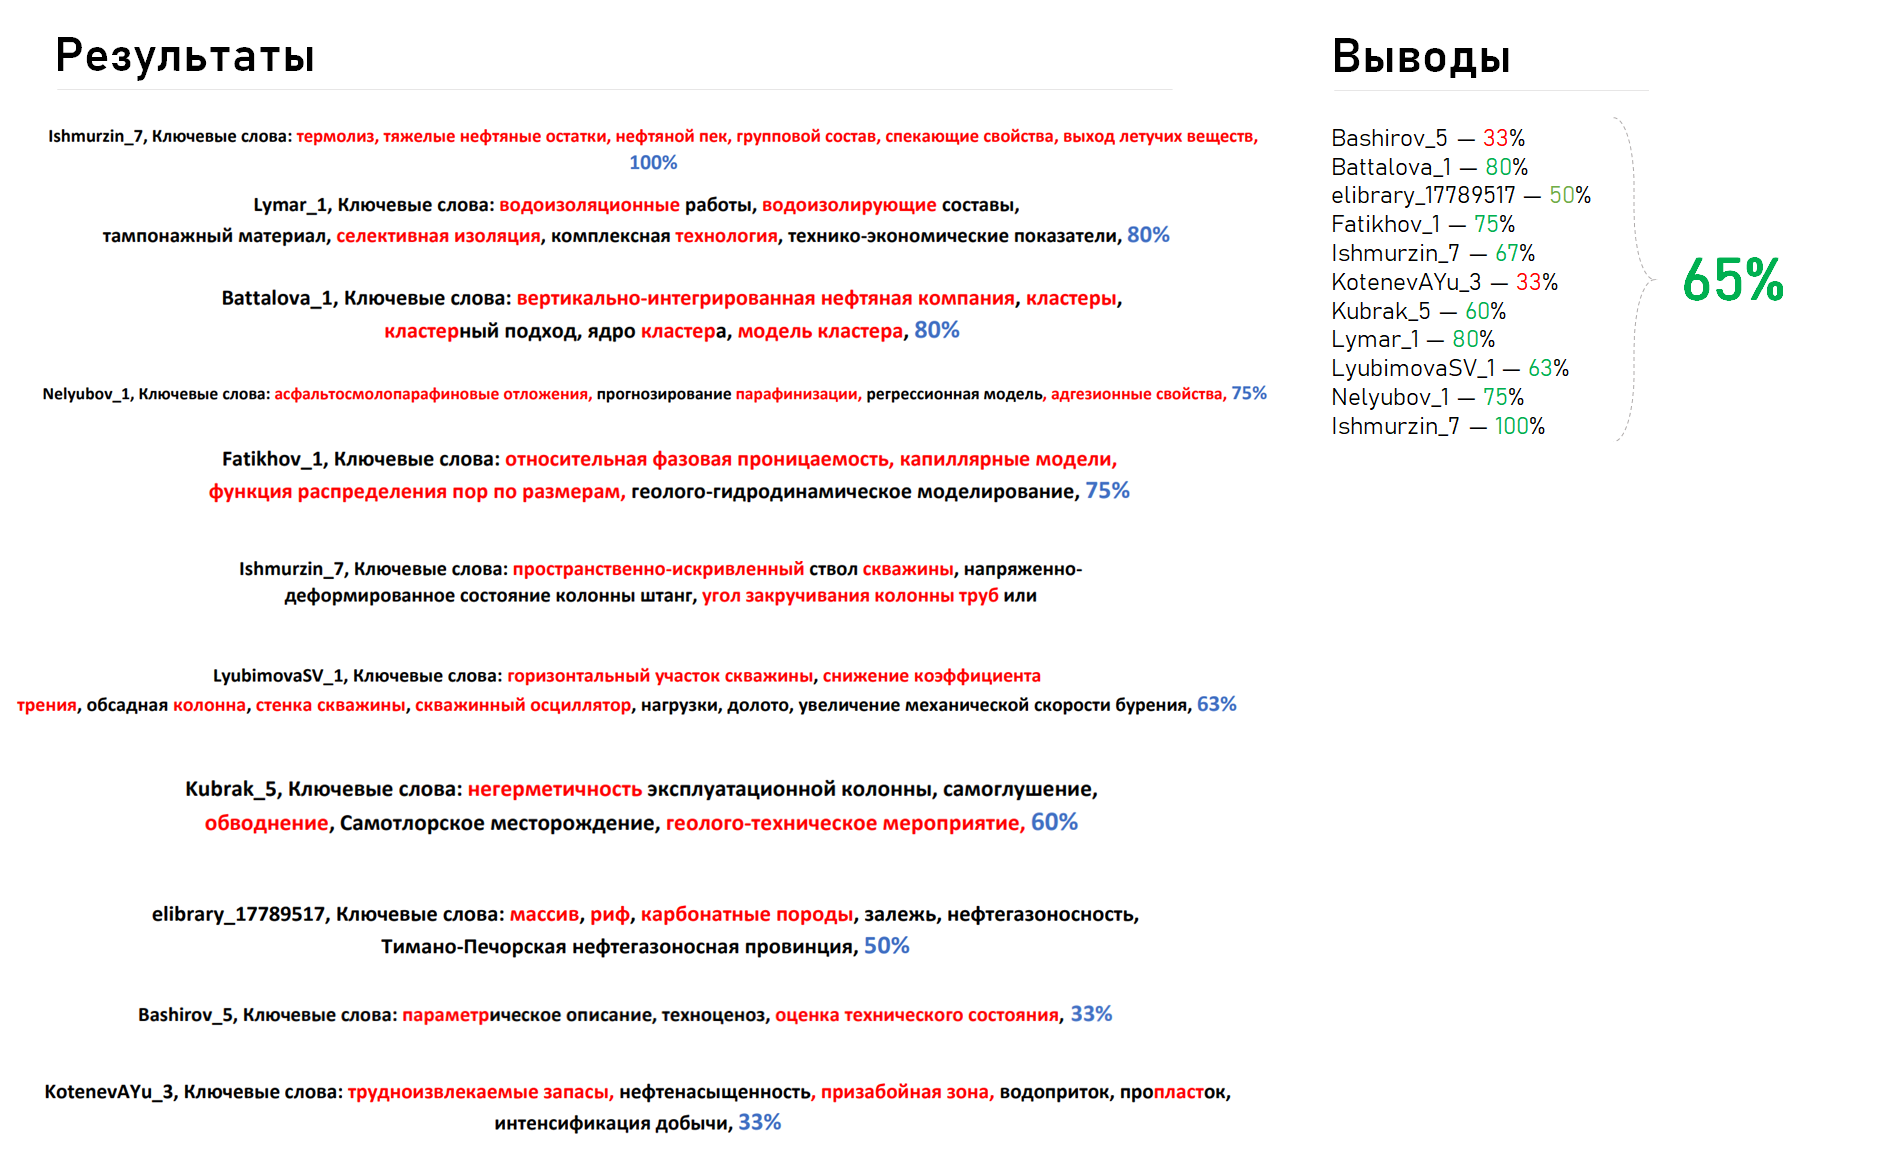 Результаты
Ishmurzin_7, Ключевые слова: термолиз, тяжелые нефтяные остатки, нефтяной пек, групповой состав, спекающие свойства, выход летучих веществ,
100%
Lymar_1, Ключевые слова: водоизоляционные работы, водоизолирующие составы,
тампонажный материал, селективная изоляция, комплексная технология, технико-экономические показатели, 80%
Battalova_1, Ключевые слова: вертикально-интегрированная нефтяная компания, кластеры,
кластерный подход, ядро кластера, модель кластера, 80%
Nelyubov_1, Ключевые слова: асфальтосмолопарафиновые отложения, прогнозирование парафинизации, регрессионная модель, адгезионные свойства, 75%
Fatikhov_1, Ключевые слова: относительная фазовая проницаемость, капиллярные модели,
функция распределения пор по размерам, геолого-гидродинамическое моделирование, 75%
Ishmurzin_7, Ключевые слова: пространственно-искривленный ствол скважины, напряженно-
деформированное состояние колонны штанг, угол закручивания колонны труб или
LyubimovaSV_1, Ключевые слова: горизонтальный участок скважины, снижение коэффициента
трения, обсадная колонна, стенка скважины, скважинный осциллятор, нагрузки, долото, увеличение механической скорости бурения, 63%
Kubrak_5, Ключевые слова: негерметичность эксплуатационной колонны, самоглушение,
обводнение, Самотлорское месторождение, геолого-техническое мероприятие, 60%
elibrary_17789517, Ключевые слова: массив, риф, карбонатные породы, залежь, нефтегазоносность,
Тимано-Печорская нефтегазоносная провинция, 50%
Bashirov_5, Ключевые слова: параметрическое описание, техноценоз, оценка технического состояния, 33%
KotenevAYu_3, Ключевые слова: трудноизвлекаемые запасы, нефтенасыщенность, призабойная зона, водоприток, пропласток,
интенсификация добычи, 33%
Выводы
Bashirov_5 — 33%
Battalova_1 — 80%
elibrary_17789517 — 50%
Fatikhov_1 — 75%
Ishmurzin_7 — 67%
KotenevAYu_3 — 33%
Kubrak_5 — 60%
Lymar_1 — 80%
LyubimovaSV_1 — 63%
Nelyubov_1 — 75%
Ishmurzin_7 — 100%
65%